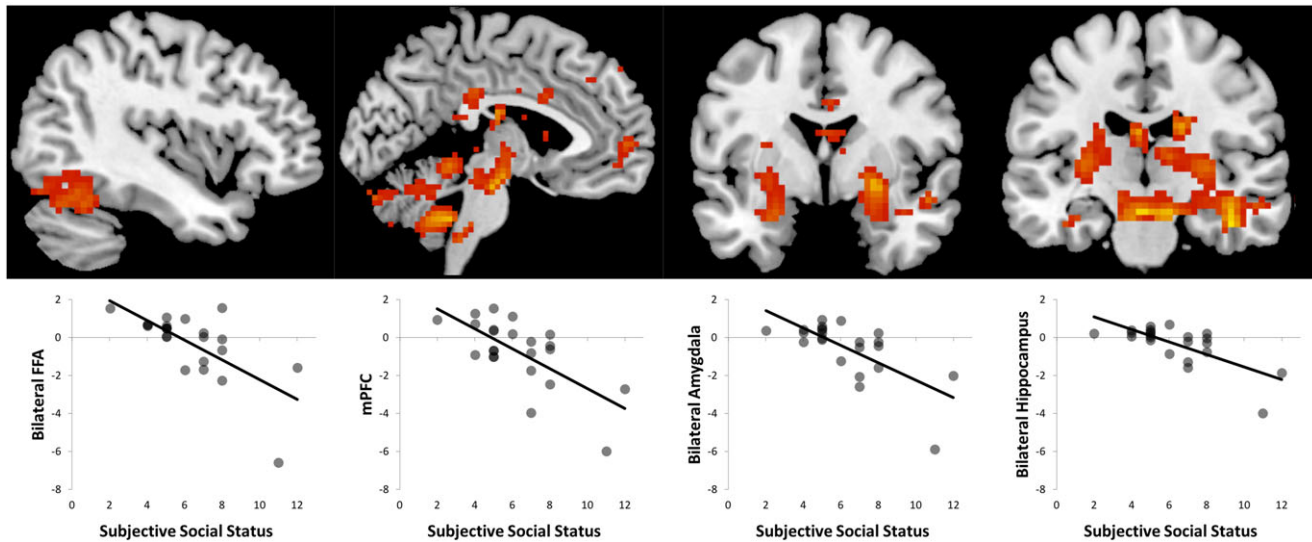 2
0
-2
-4
-6
-8
Bilateral FFA
0 2 4 6 8 10 12
Subjective Social Status
2
0
-2
-4
-6
-8
mPFC
0 2 4 6 8 10 12
Subjective Social Status
2
0
-2
-4
-6
-8
Bilateral Amygdala
0 2 4 6 8 10 12
Subjective Social Status
2
0
-2
-4
-6
-8
Bilateral Hippocampus
0 2 4 6 8 10 12
Subjective Social Status